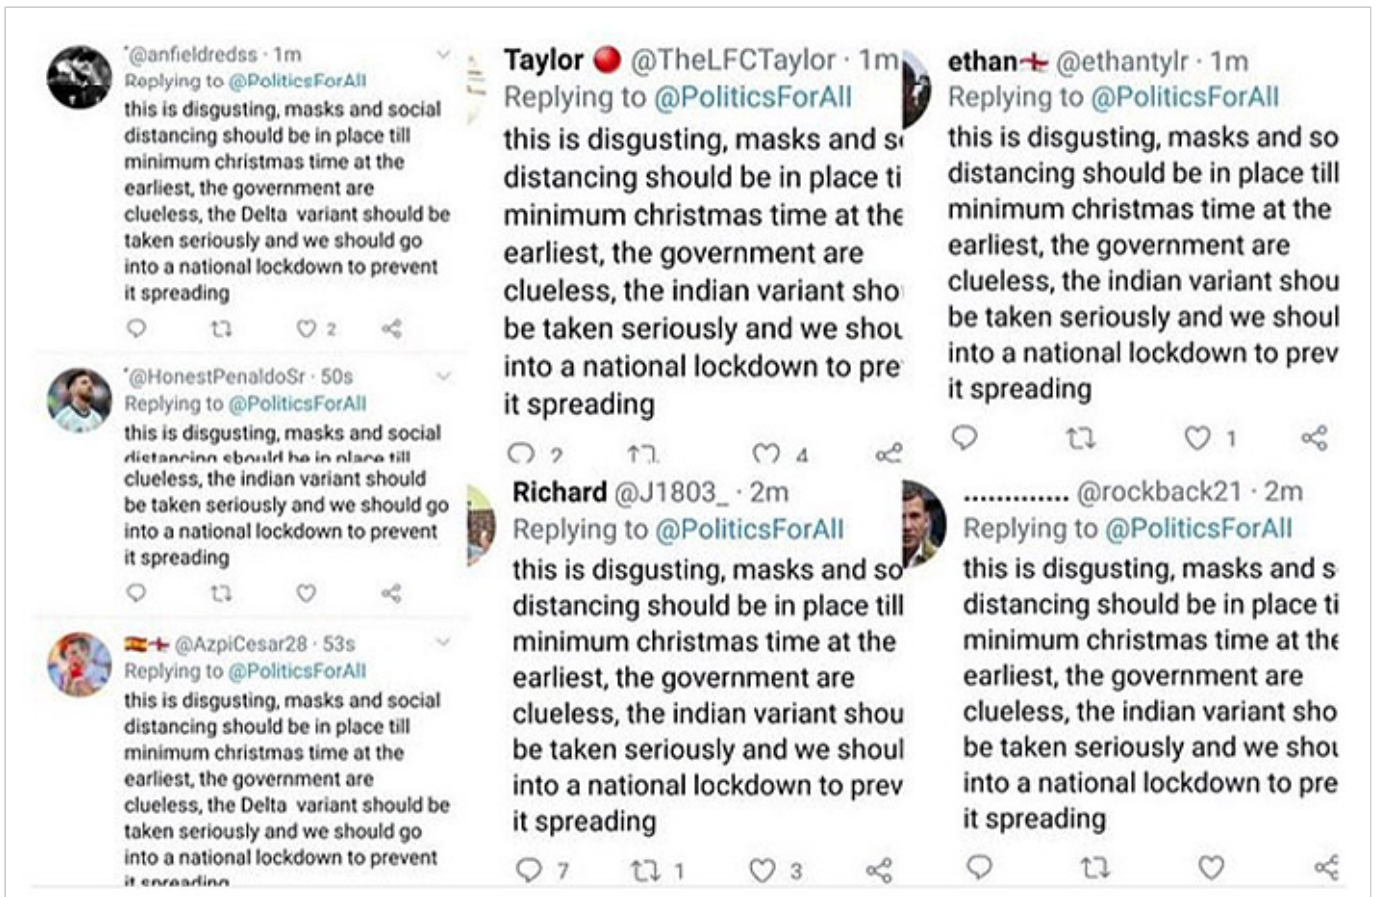 '@anfieldredss · 1m
Replying to @PoliticsForAll
this is disgusting, masks and social
distancing should be in place till
minimum christmas time at the
earliest, the government are
clueless, the Delta variant should be
taken seriously and we should go
into a national lockdown to prevent
it spreading
2
'@HonestPenaldoSr · 50s
Replying to @PoliticsForAll
this is disgusting, masks and social
distancing should be in place till
clueless, the indian variant should
be taken seriously and we should go
into a national lockdown to prevent
it spreading
@AzpiCesar28 · 53s
Replying to @PoliticsForAll
this is disgusting, masks and social
distancing should be in place till
minimum christmas time at the
earliest, the government are
clueless, the Delta variant should be
taken seriously and we should go
into a national lockdown to prevent
it spreading
Taylor @TheLFCTaylor · 1m
Replying to @PoliticsForAll
this is disgusting, masks and s
distancing should be in place ti
minimum christmas time at the
earliest, the government are
clueless, the indian variant sho
be taken seriously and we shou
into a national lockdown to pre
it spreading
2 4
Richard @J1803_ · 2m
Replying to @PoliticsForAll
this is disgusting, masks and so
distancing should be in place till
minimum christmas time at the
earliest, the government are
clueless, the indian variant shou
be taken seriously and we shoul
into a national lockdown to prev
it spreading
7 1 3
ethan @ethantylr · 1m
Replying to @PoliticsForAll
this is disgusting, masks and so
distancing should be in place till
minimum christmas time at the
earliest, the government are
clueless, the indian variant shou
be taken seriously and we shoul
into a national lockdown to prev
it spreading
1
............. @rockback21 · 2m
Replying to @PoliticsForAll
this is disgusting, masks and s
distancing should be in place ti
minimum christmas time at the
earliest, the government are
clueless, the indian variant sho
be taken seriously and we shou
into a national lockdown to pre
it spreading